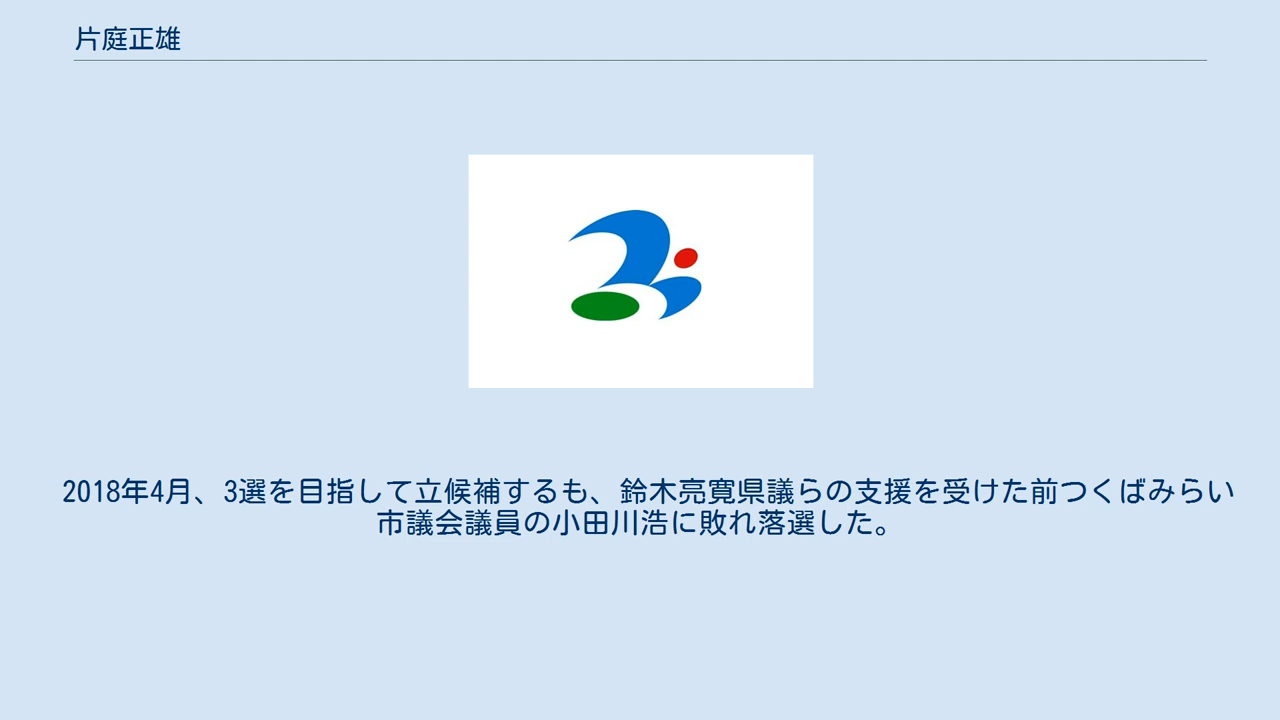 片庭正雄
2018年4月、3選を目指して立候補するも、鈴木亮寛県議らの支援を受けた前つくばみらい
市議会議員の小田川浩に敗れ落選した。